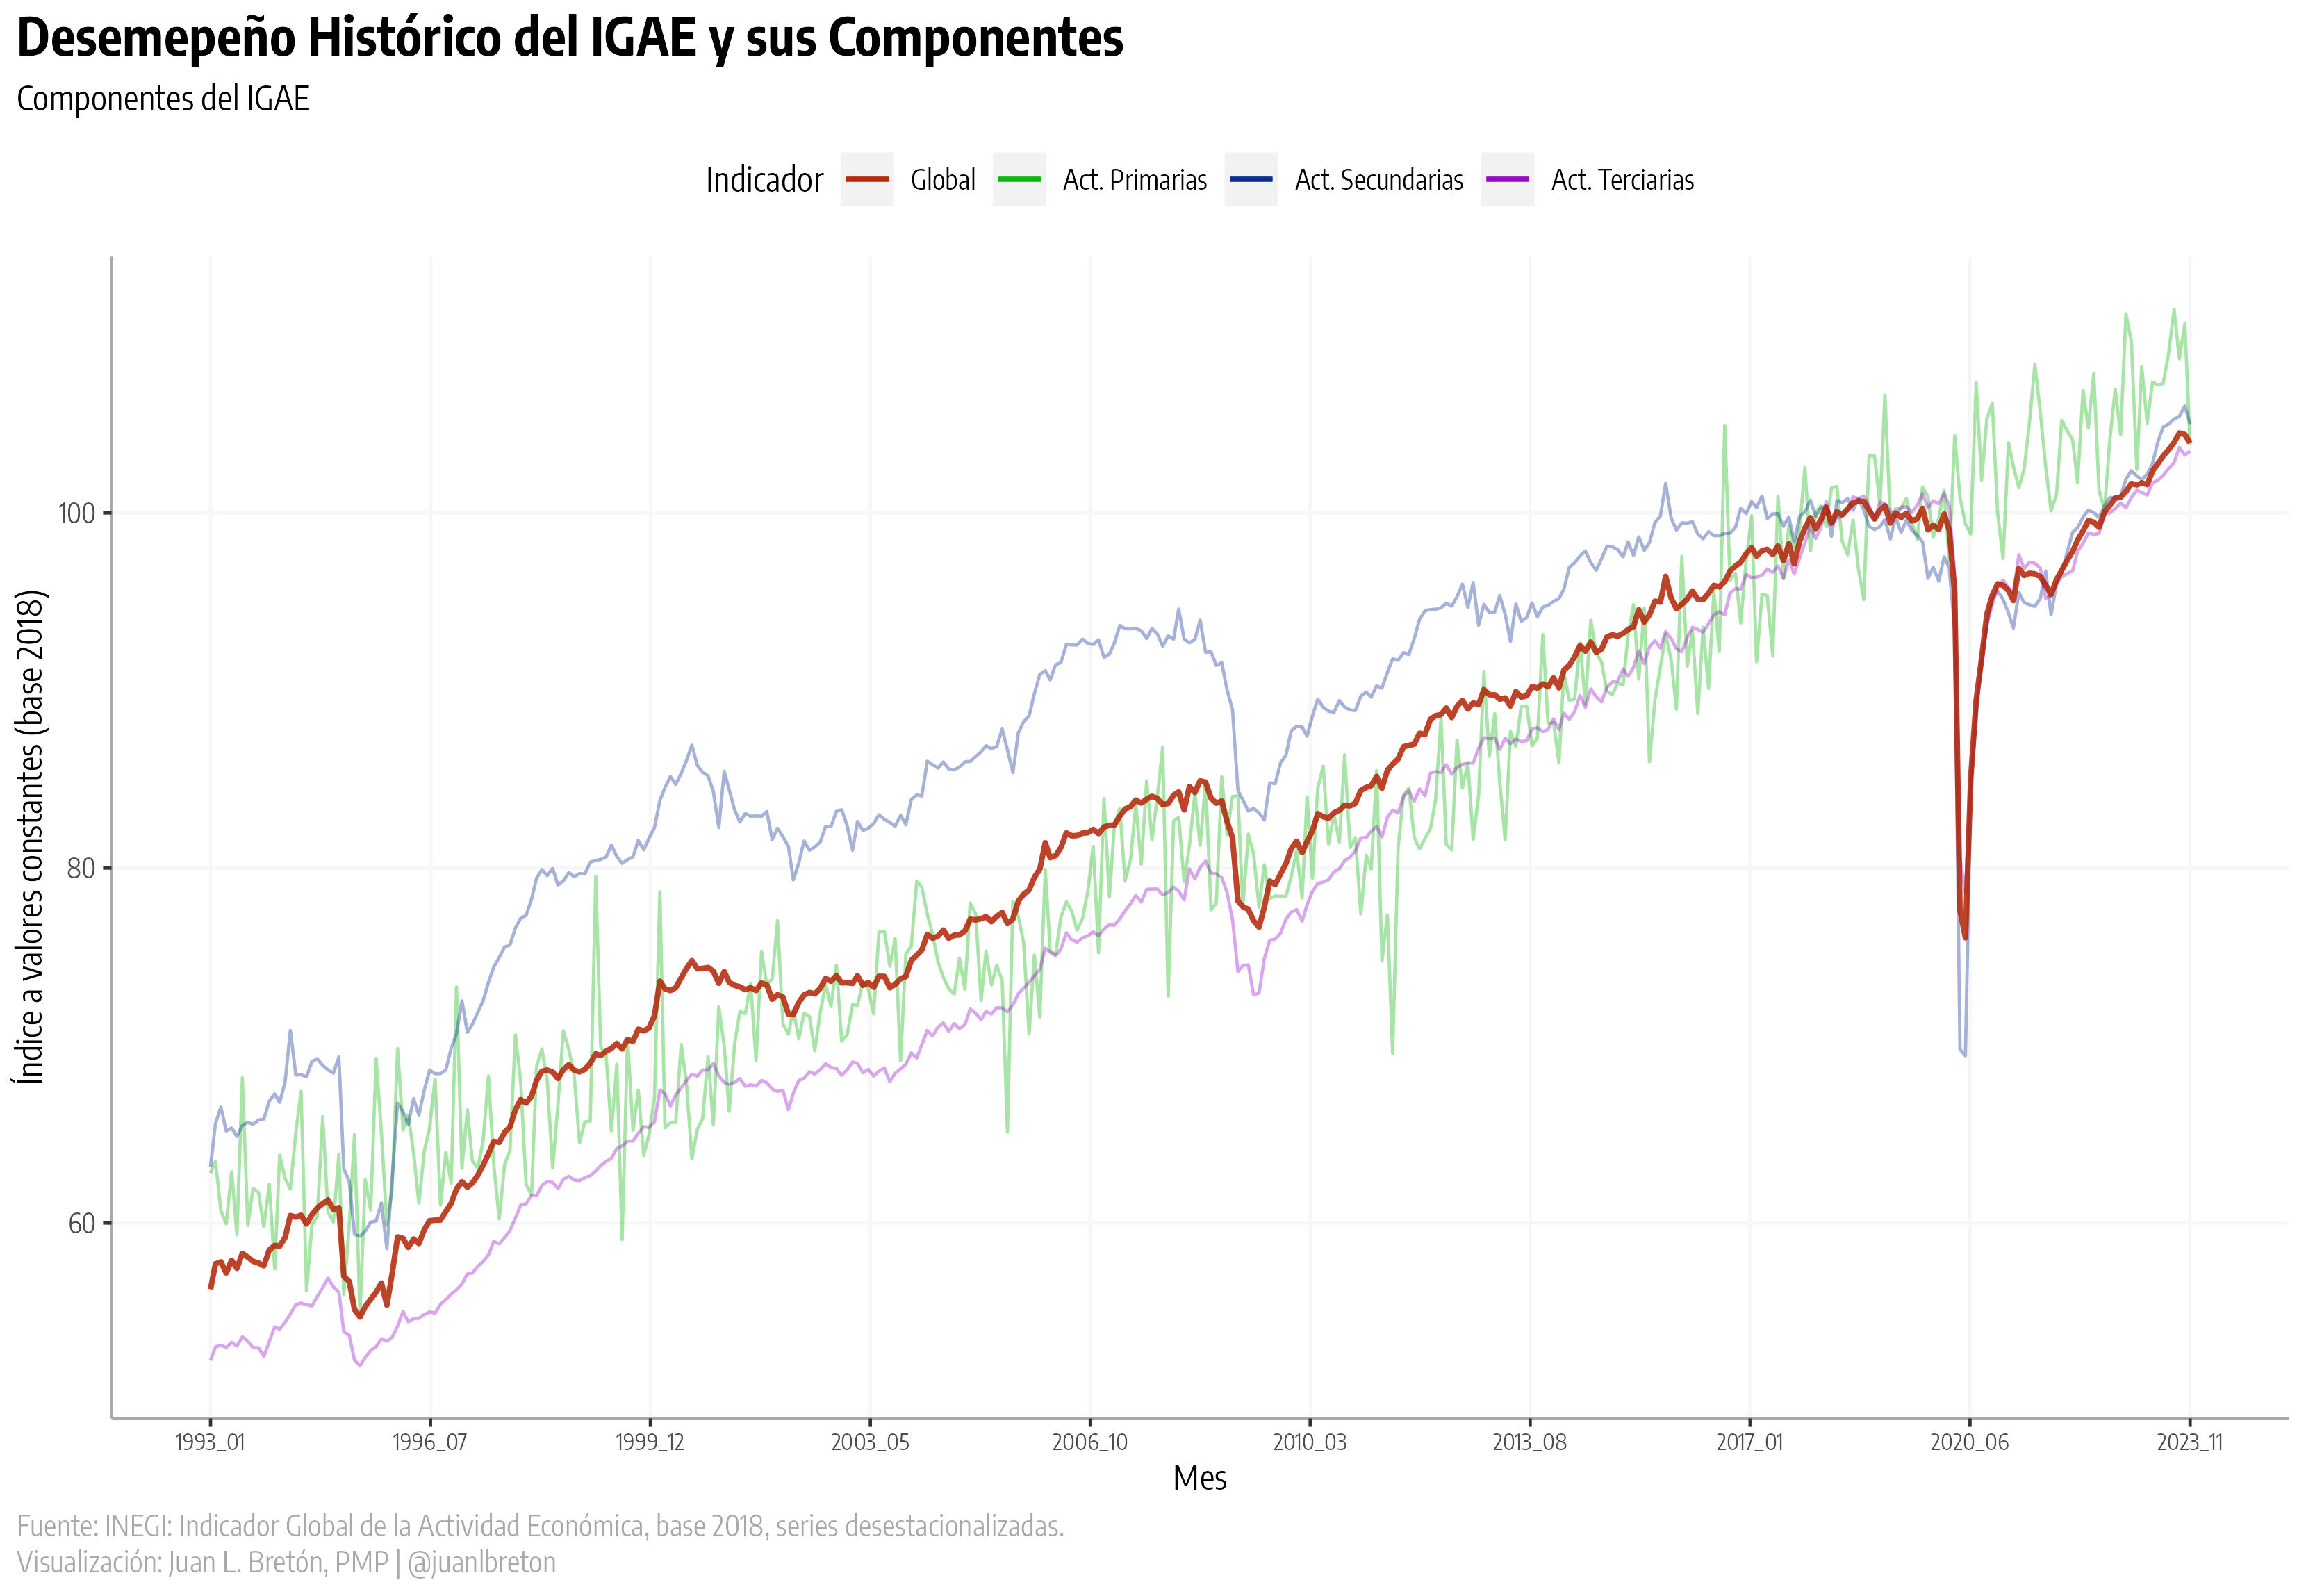 Desemepeño Histórico del IGAE y sus Componentes
Componentes del IGAE
Indicador Global Act. Primarias Act. Secundarias Act. Terciarias
Índice a valores constantes (base 2018)
100
80
60
1993_01 1996_07 1999_12 2003_05 2006_10 2010_03 2013_08 2017_01 2020_06 2023_11
Mes
Fuente: INEGI: Indicador Global de la Actividad Económica, base 2018, series desestacionalizadas.
Visualización: Juan L. Bretón, PMP | @juanlbreton